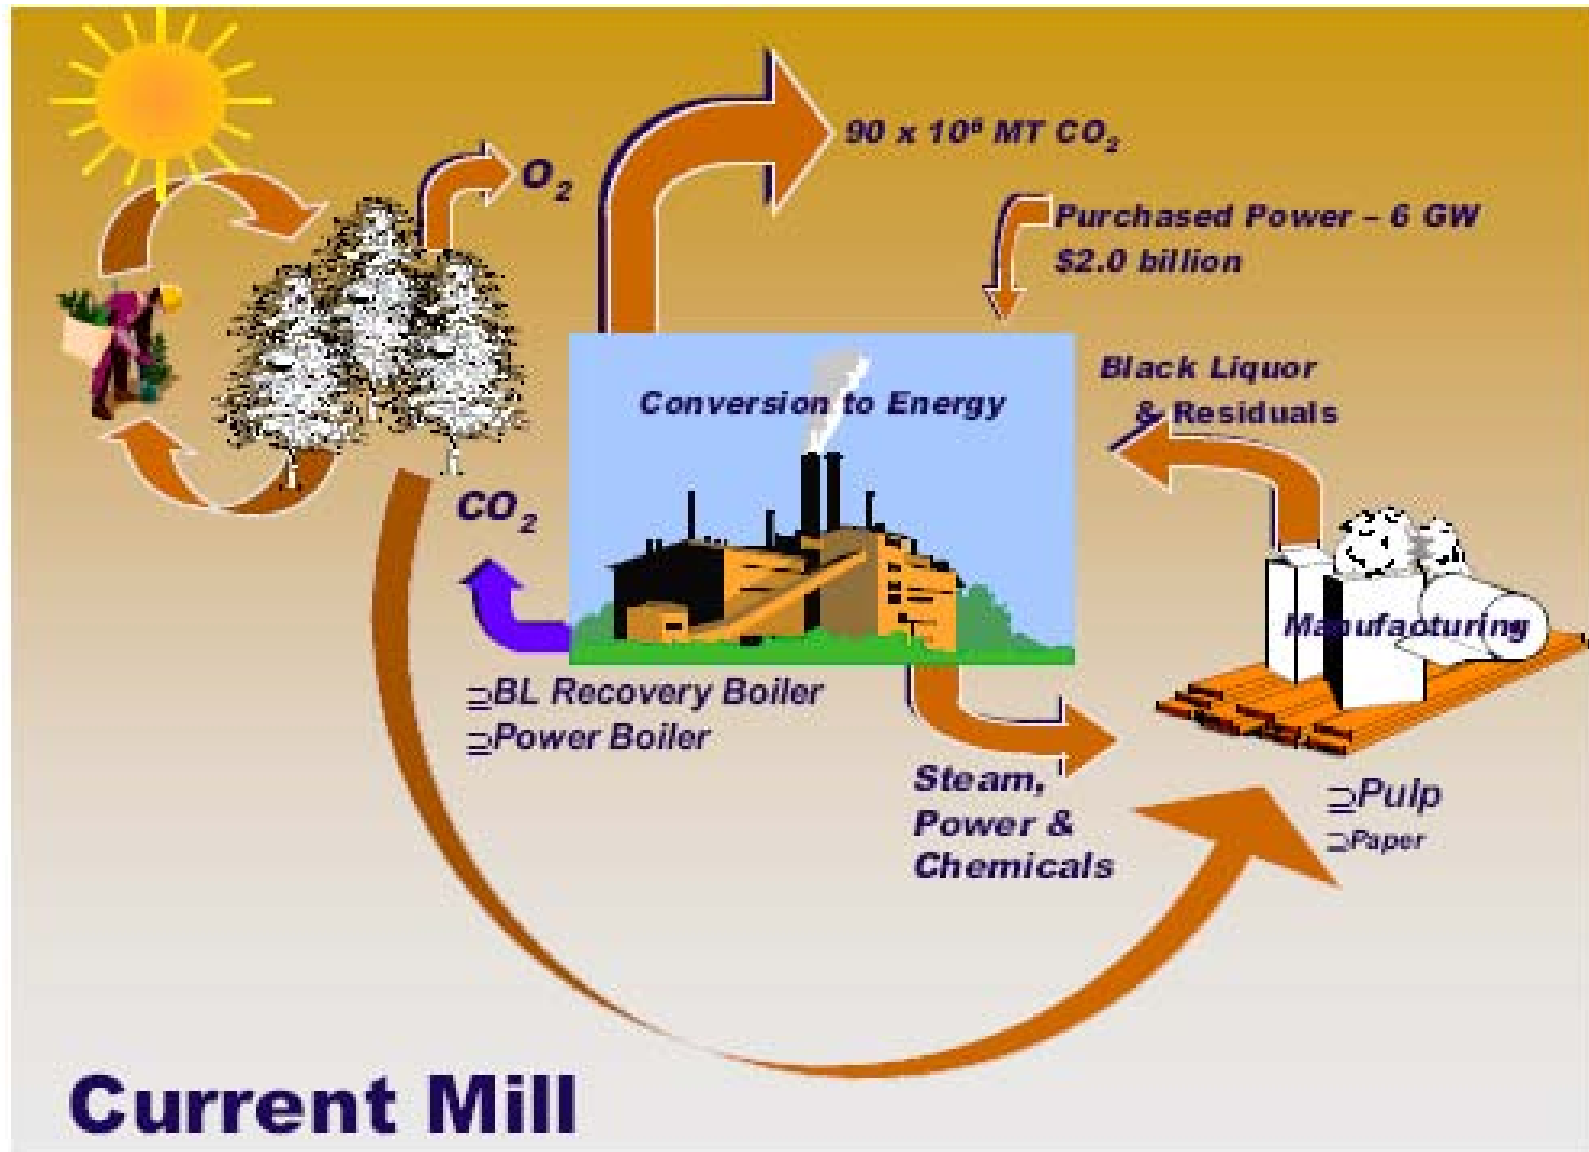 90 x 10⁶ MT CO₂
O₂
Purchased Power – 6 GW
$2.0 billion
Black Liquor
& Residuals
Conversion to Energy
CO₂
Manufacturing
⊇BL Recovery Boiler
⊇Power Boiler
Steam,
Power &
Chemicals
⊇Pulp
⊇Paper
Current Mill